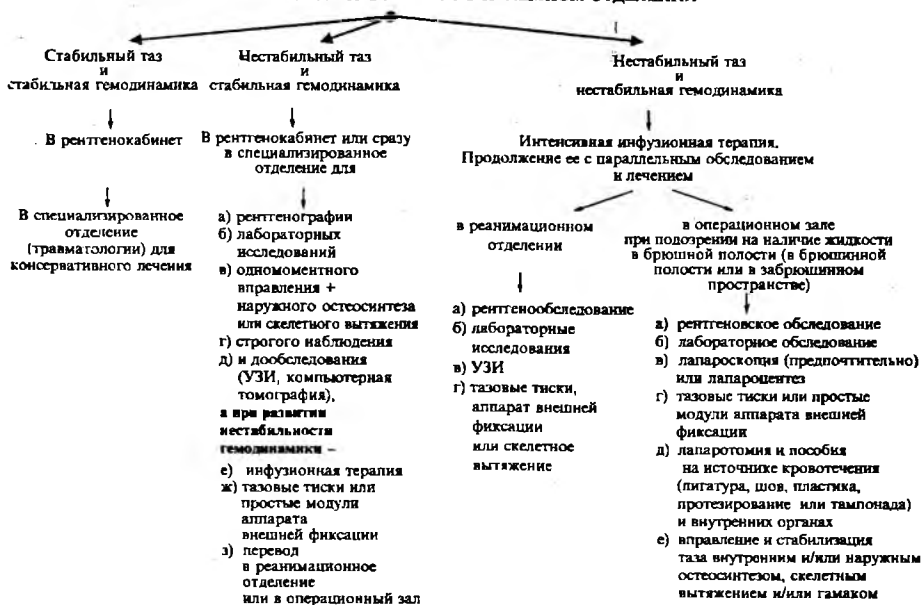 Стабильный таз
и
стабильная гемодинамика
В рентгенокабинет
В специализированное
отделение
(травматологии) для
консервативного лечения
Нестабильный таз
и
стабильная гемодинамика
В рентгенокабинет или сразу
в специализированное
отделение для
а) рентгенографии
б) лабораторных
исследований
в) одномоментного
вправления +
наружного остеосинтеза
или скелетного вытяжения
г) строгого наблюдения
д) и дообследования
(УЗИ, компьютерная
томография),
а при развитии
нестабильности
гемодинамики –
е) инфузионная терапия
ж) тазовые тиски или
простые модули
аппарата
внешней фиксации
з) перевод
в реанимационное
отделение
или в операционный зал
Нестабильный таз
и
нестабильная гемодинамика
Интенсивная инфузионная терапия.
Продолжение ее с параллельным обследованием
и лечением
в реанимационном
отделении
а) рентгенообследование
б) лабораторные
исследования
в) УЗИ
г) тазовые тиски,
аппарат внешней
фиксации
или скелетное
вытяжение
в операционном зале
при подозрении на наличие жидкости
в брюшной полости (в брюшинной
полости или в забрюшинном
пространстве)
а) рентгеновское обследование
б) лабораторное обследование
в) лапароскопия (предпочтительно)
или лапароцентез
г) тазовые тиски или простые
модули аппарата внешней
фиксации
д) лапаротомия и пособия
на источнике кровотечения
(лигатура, шов, пластика,
протезирование или тампонада)
и внутренних органах
е) вправление и стабилизация
таза внутренним и/или наружным
остеосинтезом, скелетным
вытяжением и/или гамаком